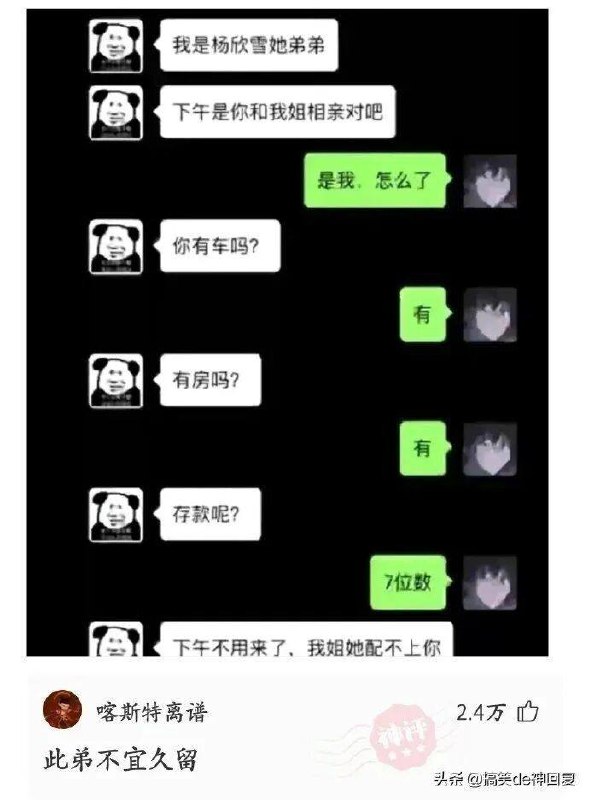 我是杨欣雪她弟弟
下午是你和我姐相亲对吧
是我，怎么了
你有车吗?
有
有房吗?
有
存款呢?
7位数
下午不用来了，我姐她配不上你
喀斯特离谱
2.4万
此弟不宜久留
神评
头条 @搞笑de神回复